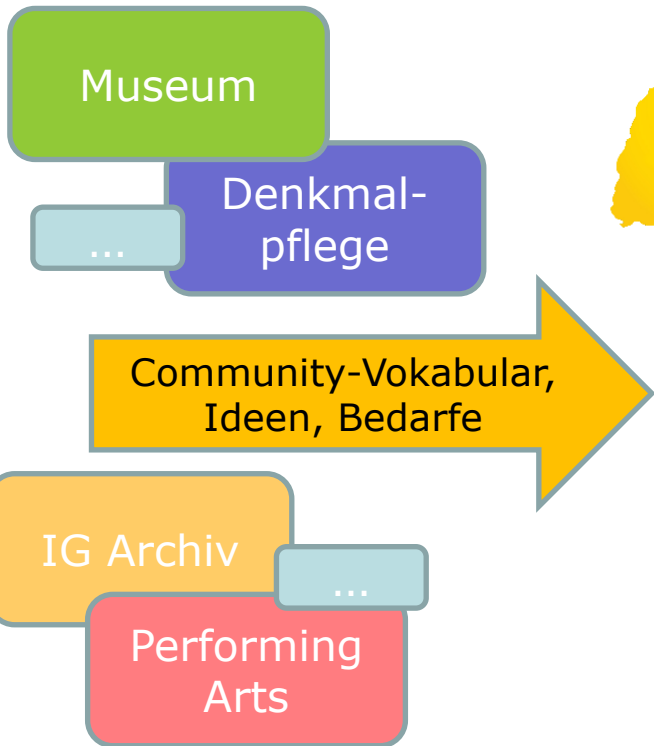 Museum
Denkmal-
pflege
...
Community-Vokabular,
Ideen, Bedarfe
IG Archiv
...
Performing
Arts